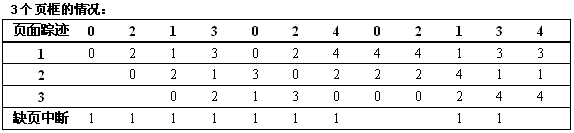 3个页框的情况:
页面踪迹 0 2 1 3 0 2 4 0 2 1 3 4
1 0 2 1 3 0 2 4 4 4 1 3 3
2 0 2 1 3 0 2 2 2 4 1 1
3 0 2 1 3 0 0 0 2 4 4
缺页中断 1 1 1 1 1 1 1 1 1